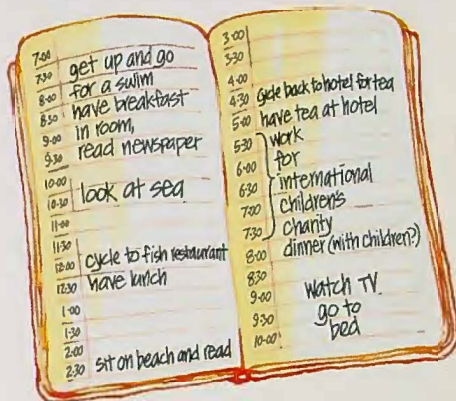 7:00
7:30 get up and go
8:00 for a swim
8:30 have breakfast
9:00 in room,
9:30 read newspaper
10:00
10:30 look at sea
11:00
11:30
12:00 cycle to fish restaurant
12:30 have lunch
1:00
1:30
2:00
2:30 sit on beach and read
3:00
3:30
4:00
4:30 cycle back to hotel for tea
5:00 have tea at hotel
5:30 work
6:00 for
6:30 international
7:00 children's
7:30 charity
8:00 dinner (with children?)
8:30
9:00 watch TV
9:30 go to
10:00 bed